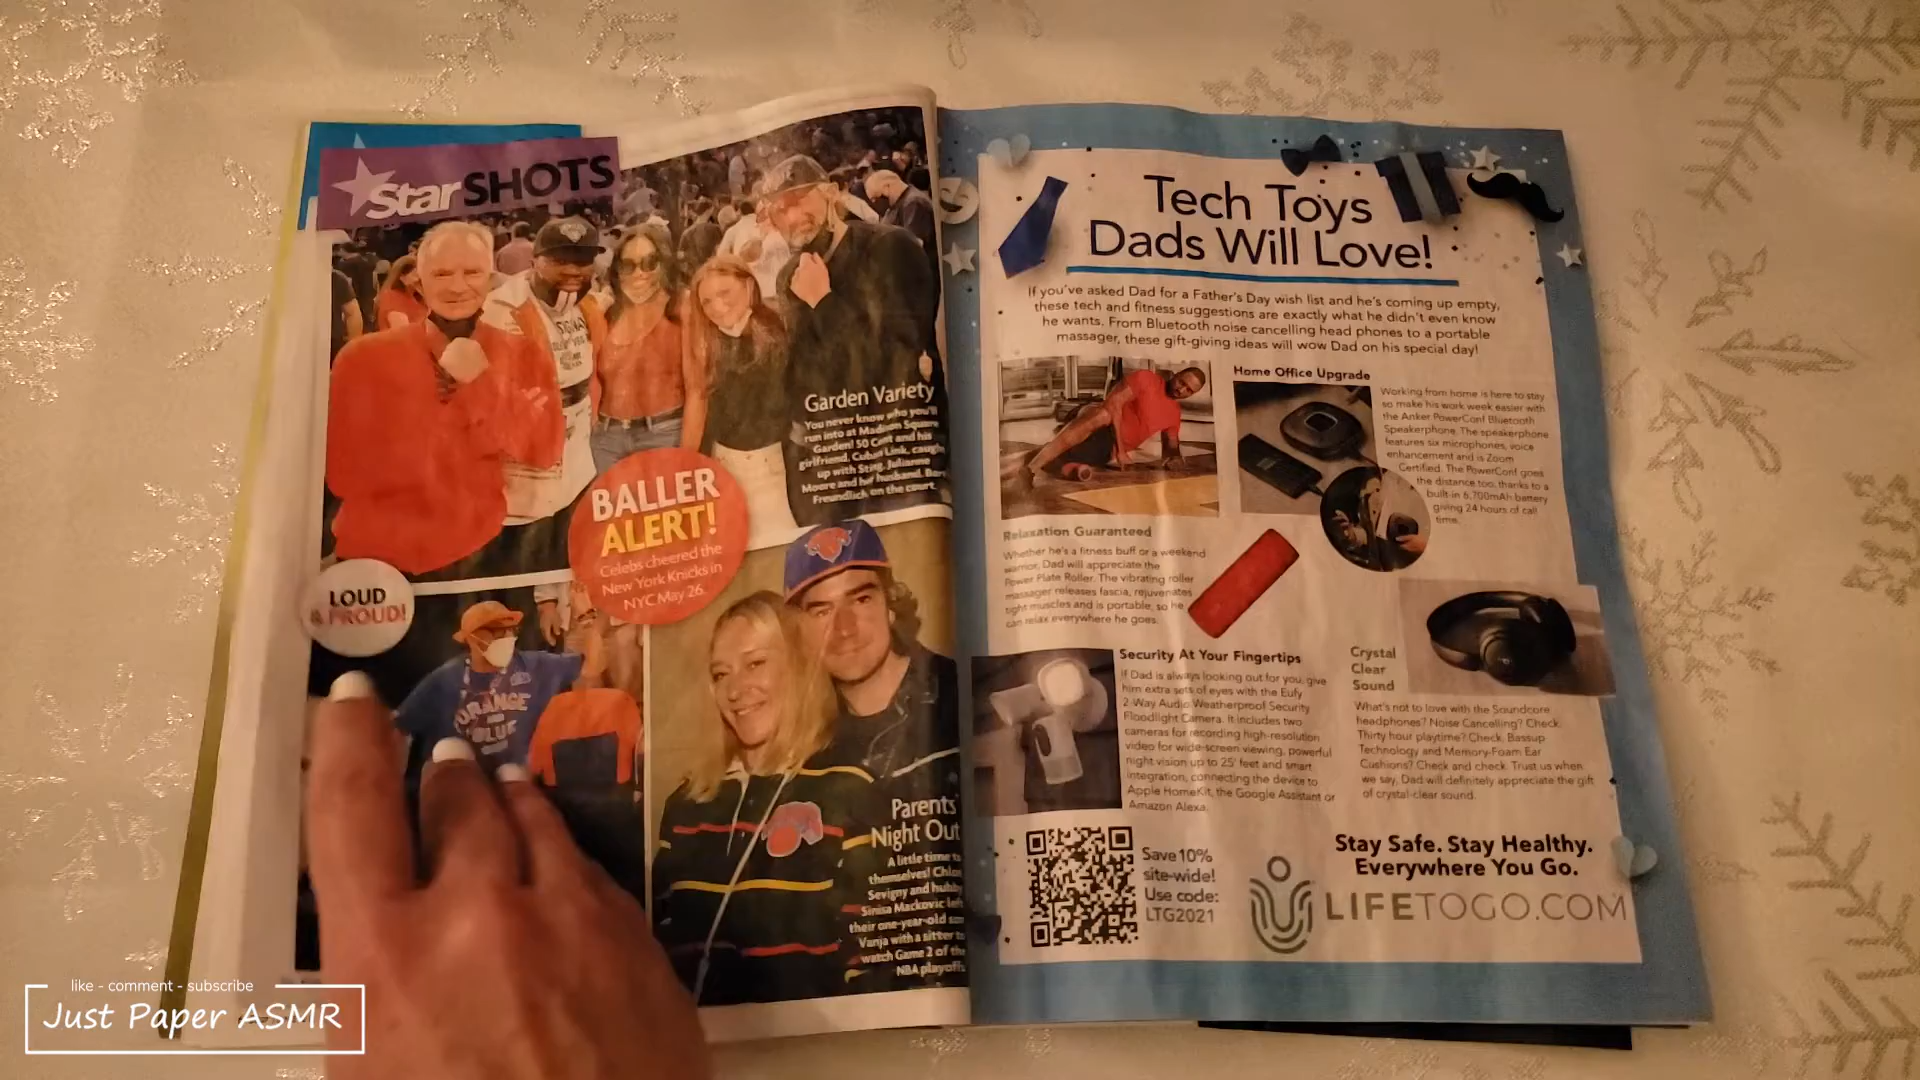 Star SHOTS
Garden Variety
You never know who you'll
run into at Madison Square
Garden! 50 Cent and his
girlfriend, Cuban Link, caught
up with Sting, Julianne
Moore and her husband, Bart
Freundlich on the court.
BALLER
ALERT!
Celebs cheered the
New York Knicks in
NYC May 26.
LOUD
& PROUD!
ORANGE
AND
BLUE
Parents'
Night Out
A little time to
themselves! Chloe
Sevigny and hubby
Sinisa Mackovic left
their one-year-old son
Vanja with a sitter to
watch Game 2 of the
NBA playoffs.
Tech Toys
Dads Will Love!
If you've asked Dad for a Father's Day wish list and he's coming up empty,
these tech and fitness suggestions are exactly what he didn't even know
he wants. From Bluetooth noise cancelling head phones to a portable
massager, these gift-giving ideas will wow Dad on his special day!
Home Office Upgrade
Working from home is here to stay
so make his work week easier with
the Anker PowerConf Bluetooth
Speakerphone. The speakerphone
features six microphones, voice
enhancement and is Zoom
Certified. The PowerConf goes
the distance too, thanks to a
built-in 6,700mAh battery
giving 24 hours of call
time.
Relaxation Guaranteed
Whether he's a fitness buff or a weekend
warrior, Dad will appreciate the
Power Plate Roller. The vibrating roller
massager releases fascia, rejuvenates
tight muscles and is portable, so he
can relax everywhere he goes.
Security At Your Fingertips
If Dad is always looking out for you, give
him extra sets of eyes with the Eufy
2-Way Audio Weatherproof Security
Floodlight Camera. It includes two
cameras for recording high-resolution
video for wide-screen viewing, powerful
night vision up to 25' feet and smart
integration, connecting the device to
Apple HomeKit, the Google Assistant or
Amazon Alexa.
Crystal
Clear
Sound
What's not to love with the Soundcore
headphones? Noise Cancelling? Check.
Thirty hour playtime? Check. Bassup
Technology and Memory-Foam Ear
Cushions? Check and check. Trust us when
we say, Dad will definitely appreciate the gift
of crystal-clear sound.
Save 10%
site-wide!
Use code:
LTG2021
Stay Safe. Stay Healthy.
Everywhere You Go.
LIFETOGO.COM
like - comment - subscribe
Just Paper ASMR